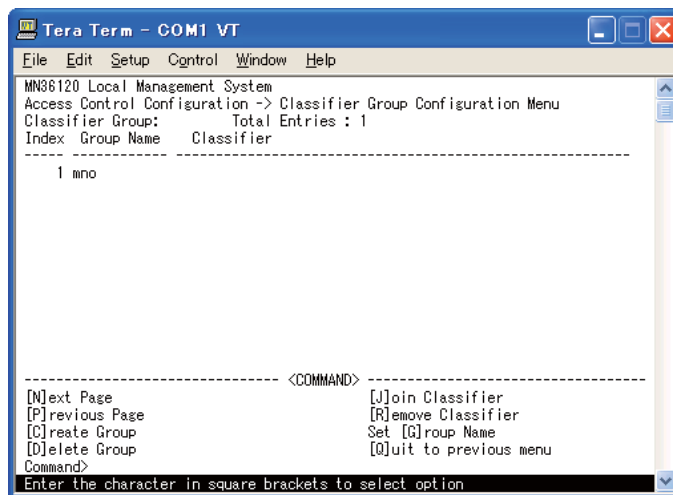 Tera Term - COM1 VT
File Edit Setup Control Window Help
MN36120 Local Management System
Access Control Configuration -> Classifier Group Configuration Menu
Classifier Group: Total Entries : 1
Index Group Name Classifier
----- ------------ ----------------------------------------------------------
1 mno
-------------------------------- <COMMAND> -----------------------------------
[N]ext Page [J]oin Classifier
[P]revious Page [R]emove Classifier
[C]reate Group Set [G]roup Name
[D]elete Group [Q]uit to previous menu
Command>
Enter the character in square brackets to select option